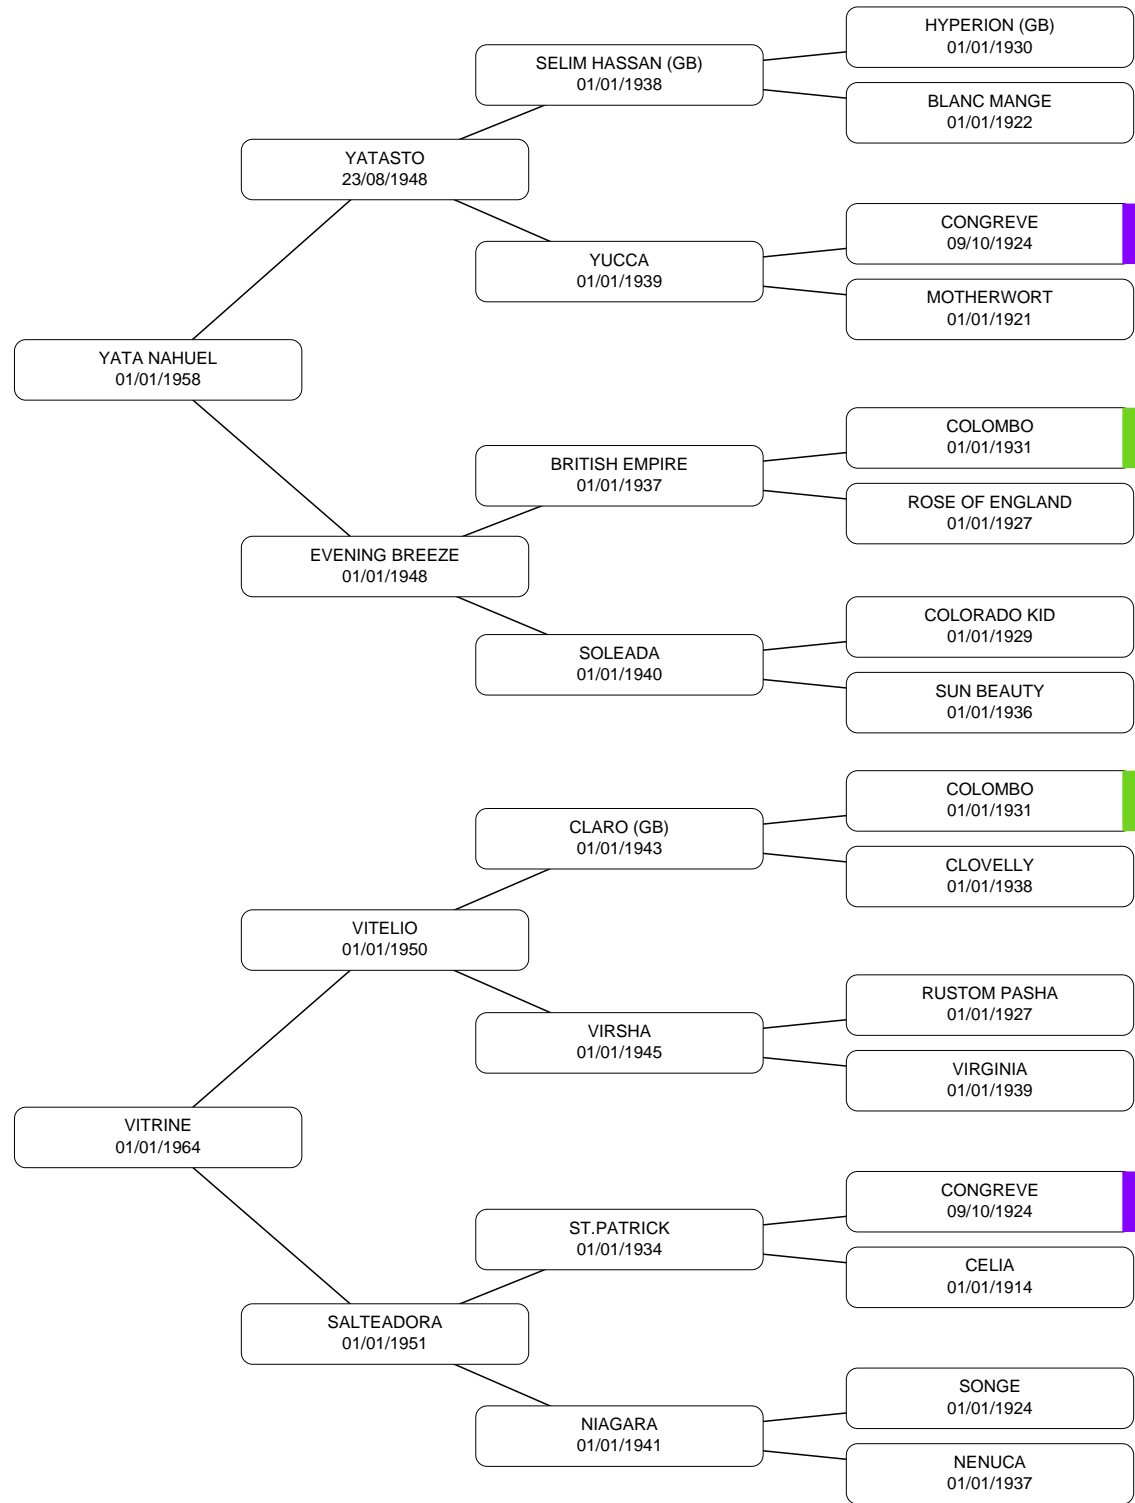 HYPERION (GB)
01/01/1930
SELIM HASSAN (GB)
01/01/1938
BLANC MANGE
01/01/1922
YATASTO
23/08/1948
CONGREVE
09/10/1924
YUCCA
01/01/1939
MOTHERWORT
01/01/1921
YATA NAHUEL
01/01/1958
COLOMBO
01/01/1931
BRITISH EMPIRE
01/01/1937
ROSE OF ENGLAND
01/01/1927
EVENING BREEZE
01/01/1948
COLORADO KID
01/01/1929
SOLEADA
01/01/1940
SUN BEAUTY
01/01/1936
COLOMBO
01/01/1931
CLARO (GB)
01/01/1943
CLOVELLY
01/01/1938
VITELIO
01/01/1950
RUSTOM PASHA
01/01/1927
VIRSHA
01/01/1945
VIRGINIA
01/01/1939
VITRINE
01/01/1964
CONGREVE
09/10/1924
ST.PATRICK
01/01/1934
CELIA
01/01/1914
SALTEADORA
01/01/1951
SONGE
01/01/1924
NIAGARA
01/01/1941
NENUCA
01/01/1937